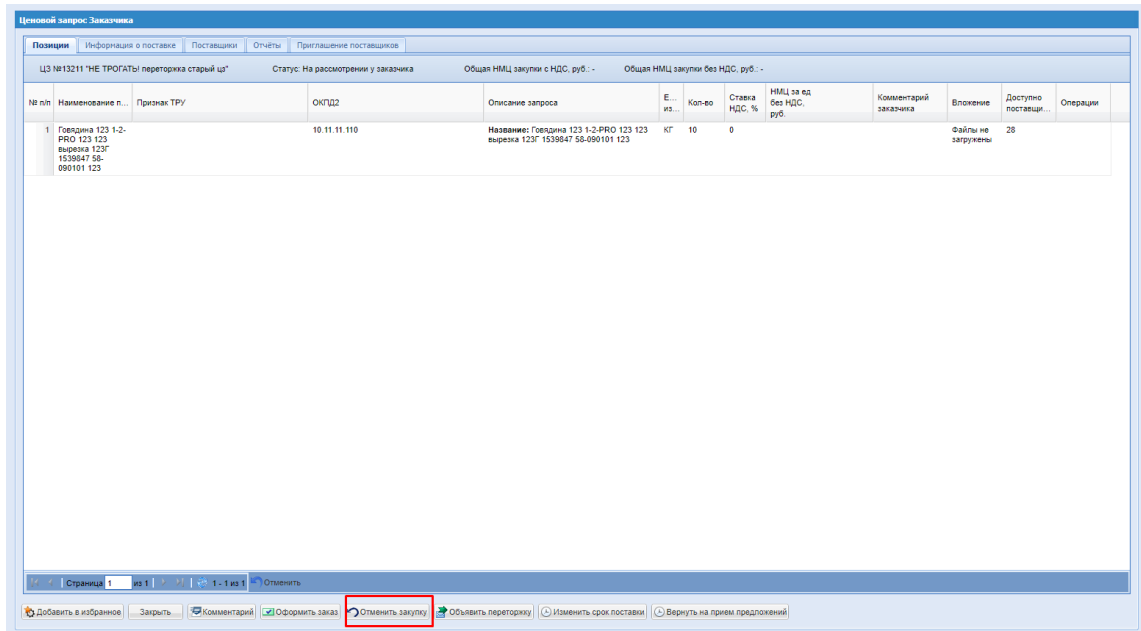 Ценовой запрос Заказчика
Позиции Информация о поставке Поставщики Отчёты Приглашение поставщиков
ЦЗ №13211 "НЕ ТРОГАТЬ! переторжка старый цз" Статус: На рассмотрении у заказчика Общая НМЦ закупки с НДС, руб.: - Общая НМЦ закупки без НДС, руб.: -
№ п/п Наименование п... Признак ТРУ ОКПД2 Описание запроса Е... из... Кол-во Ставка НДС, % НМЦ за ед без НДС, руб. Комментарий заказчика Вложение Доступно поставщи... Операции
1 Говядина 123 1-2- 10.11.11.110 Название: Говядина 123 1-2-PRO 123 123 КГ 10 0 Файлы не 28
PRO 123 123 вырезка 123Г 1539847 58-090101 123 загружены
вырезка 123Г
1539847 58-
090101 123
Страница 1 из 1 1 - 1 из 1 Отменить
Добавить в избранное Закрыть Комментарий Оформить заказ Отменить закупку Объявить переторжку Изменить срок поставки Вернуть на прием предложений